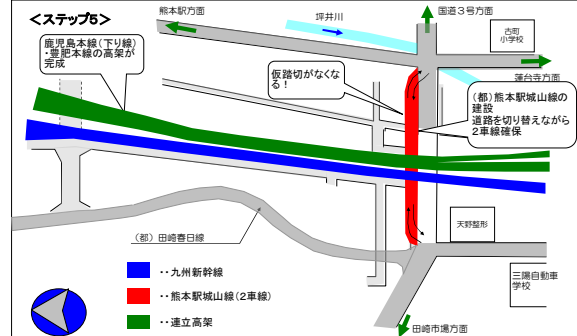 ＜ステップ5＞
熊本駅方面
坪井川
国道３号方面
古町
小学校
鹿児島本線(下り線)
・豊肥本線の高架が
完成
仮踏切がなくな
る！
蓮台寺方面
(都)熊本駅城山線の
建設
道路を切り替えながら
2車線確保
(都)田崎春日線
天野整形
三陽自動車
学校
・・九州新幹線
・・熊本駅城山線(2車線)
・・連立高架
田崎市場方面